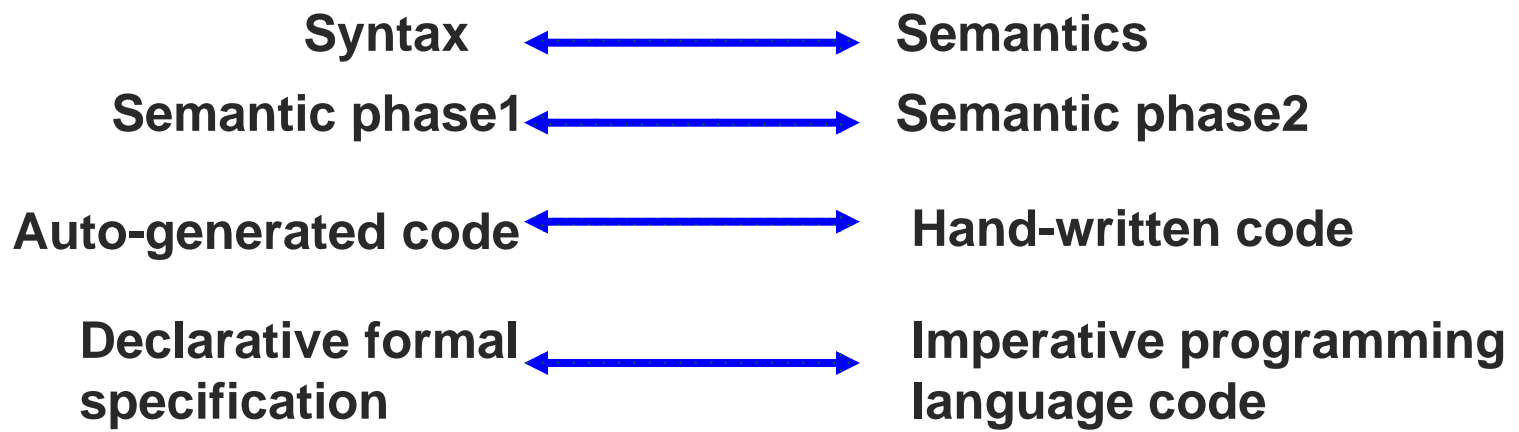 Syntax Semantics
Semantic phase1 Semantic phase2
Auto-generated code Hand-written code
Declarative formal Imperative programming
specification language code